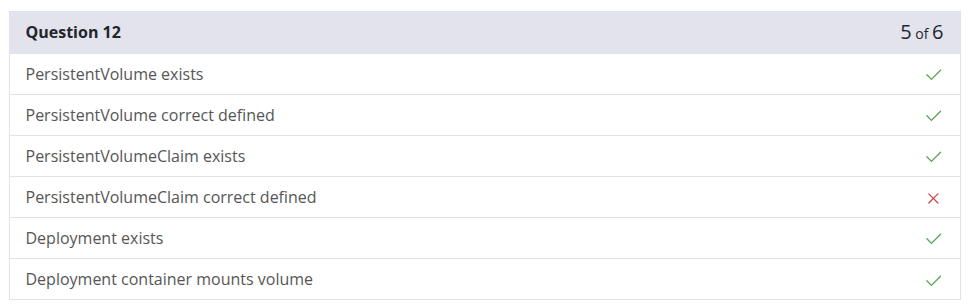 Question 12 5 of 6
PersistentVolume exists
PersistentVolume correct defined
PersistentVolumeClaim exists
PersistentVolumeClaim correct defined
Deployment exists
Deployment container mounts volume